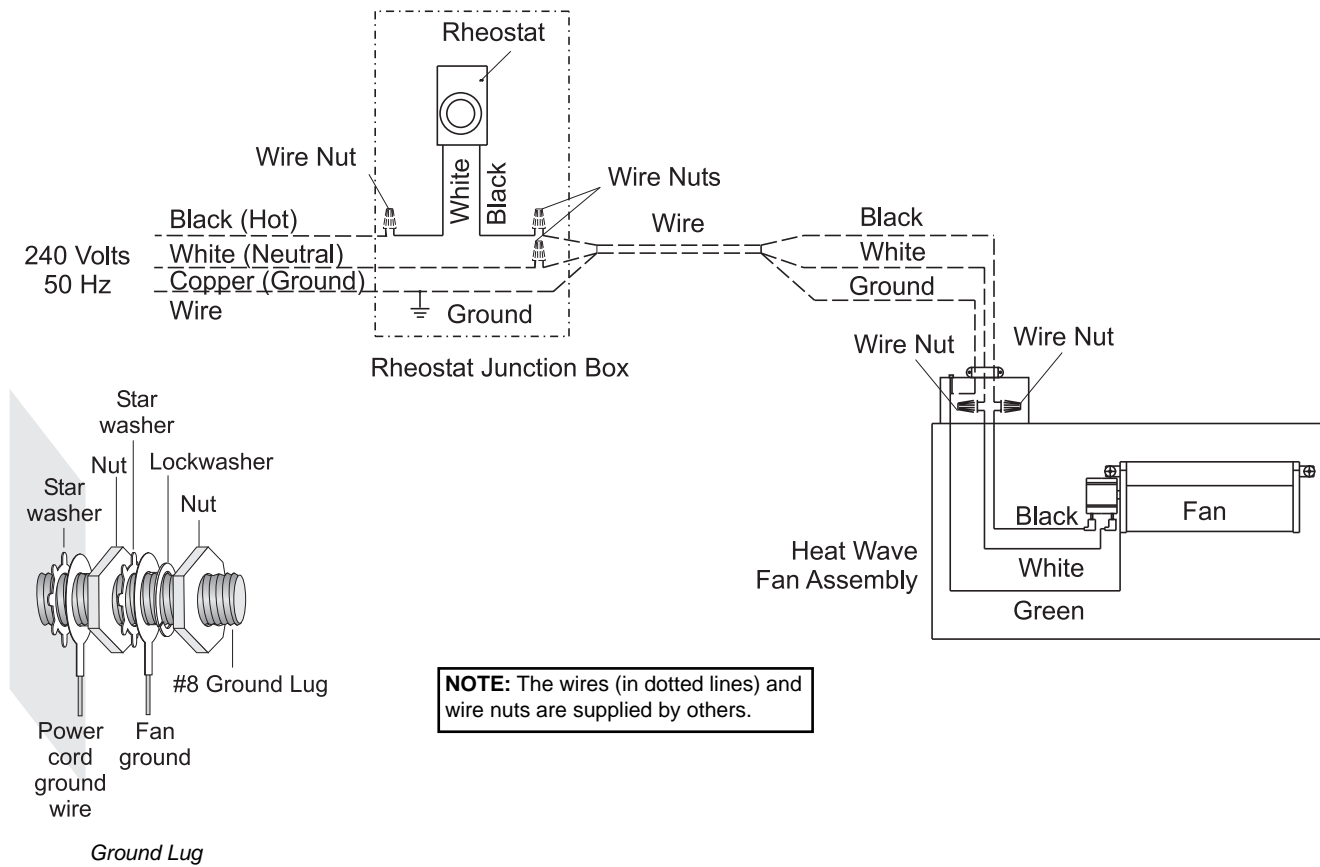 Rheostat
Wire Nut
White
Black
Wire Nuts
Black (Hot)
White (Neutral)
Copper (Ground)
Wire
240 Volts
50 Hz
Ground
Rheostat Junction Box
Wire
Black
White
Ground
Wire Nut
Wire Nut
Black
White
Green
Fan
Heat Wave
Fan Assembly
Star
washer
Nut
Star
washer
Lockwasher
Nut
#8 Ground Lug
Power
cord
ground
wire
Fan
ground
Ground Lug
NOTE: The wires (in dotted lines) and
wire nuts are supplied by others.